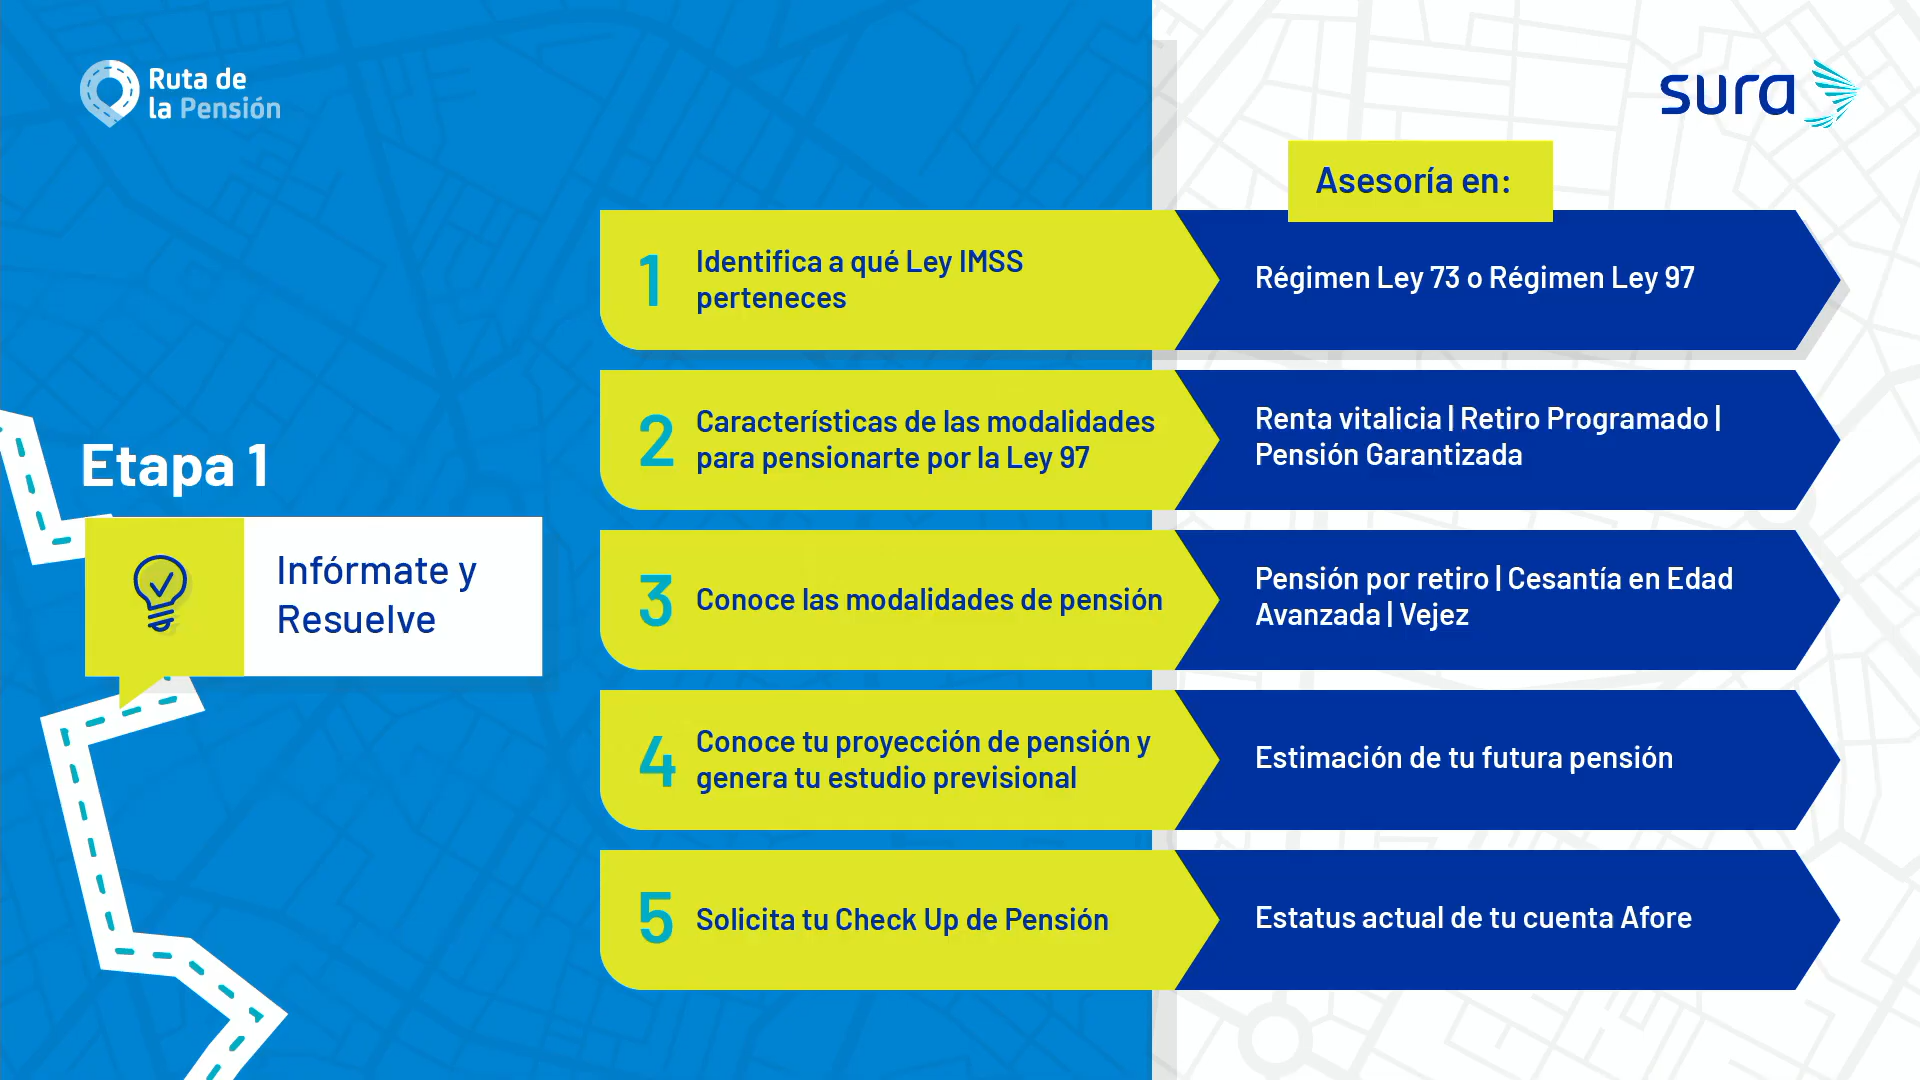 Ruta de
la Pensión
sura
Asesoría en:
Etapa 1
Infórmate y
Resuelve
1
Identifica a qué Ley IMSS
perteneces
Régimen Ley 73 o Régimen Ley 97
2
Características de las modalidades
para pensionarte por la Ley 97
Renta vitalicia | Retiro Programado |
Pensión Garantizada
3
Conoce las modalidades de pensión
Pensión por retiro | Cesantía en Edad
Avanzada | Vejez
4
Conoce tu proyección de pensión y
genera tu estudio previsional
Estimación de tu futura pensión
5
Solicita tu Check Up de Pensión
Estatus actual de tu cuenta Afore